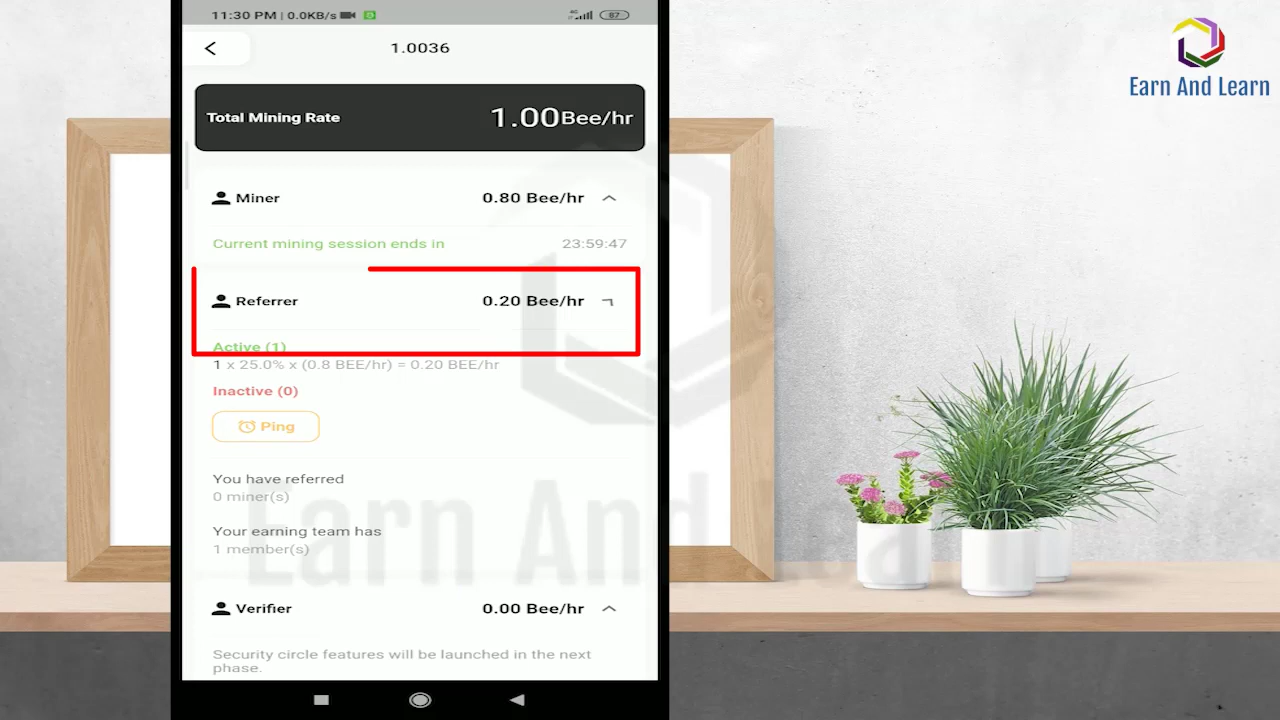 11:30 PM | 0.0KB/s
4G
87
1.0036
Earn And Learn
Total Mining Rate 1.00Bee/hr
Miner 0.80 Bee/hr
Current mining session ends in 23:59:47
Referrer 0.20 Bee/hr
Active (1)
1 x 25.0% x (0.8 BEE/hr) = 0.20 BEE/hr
Inactive (0)
Ping
You have referred
0 miner(s)
Your earning team has
1 member(s)
Earn And Learn
Verifier 0.00 Bee/hr
Security circle features will be launched in the next
phase.